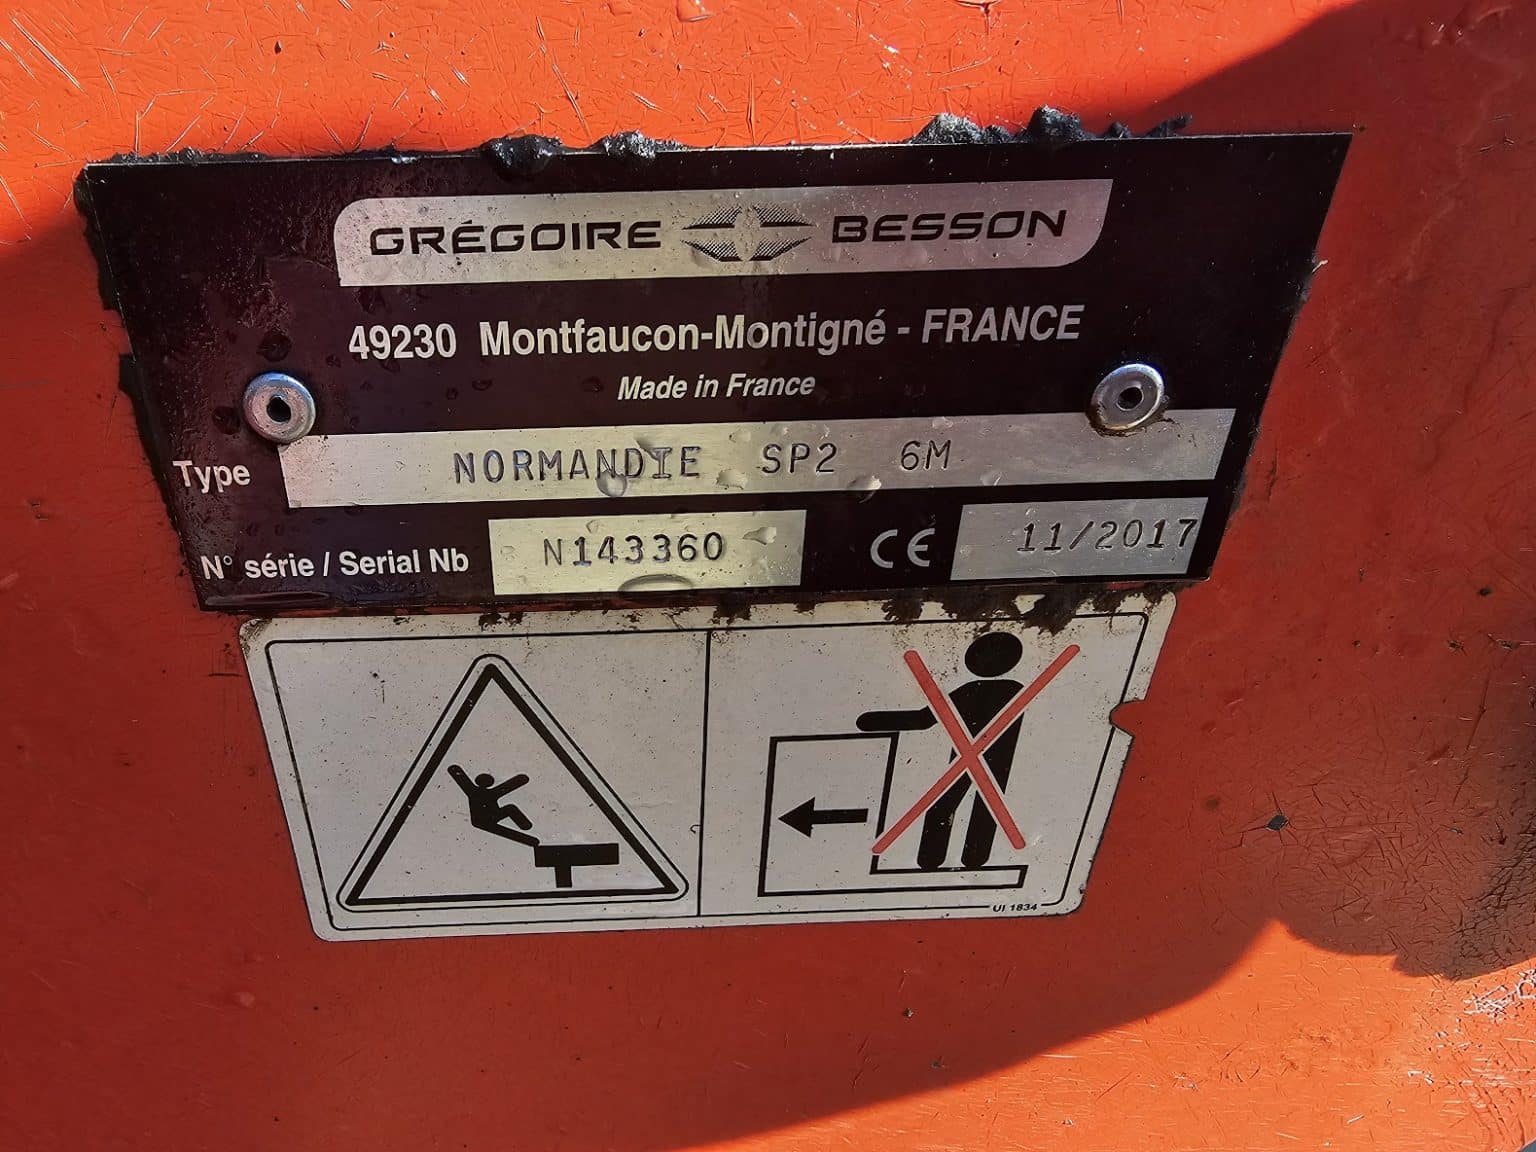 GRÉGOIRE BESSON
49230 Montfaucon-Montigné - FRANCE
Made in France
Type NORMANDIE SP2 6M
N° série / Serial Nb N143360 CE 11/2017
UI 1834